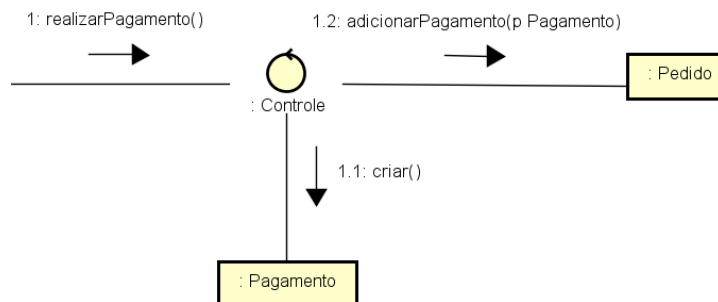 1: realizarPagamento()
1.2: adicionarPagamento(p Pagamento)
: Pedido
: Controle
1.1: criar()
: Pagamento